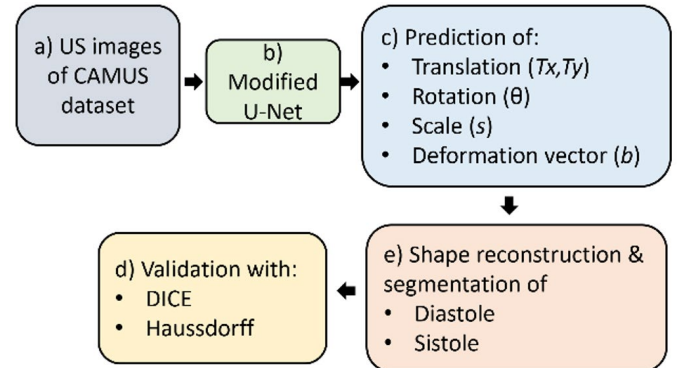 a) US images
of CAMUS
dataset
b)
Modified
U-Net
c) Prediction of:
• Translation (Tx,Ty)
• Rotation (θ)
• Scale (s)
• Deformation vector (b)
d) Validation with:
• DICE
• Haussdorff
e) Shape reconstruction &
segmentation of
• Diastole
• Sistole